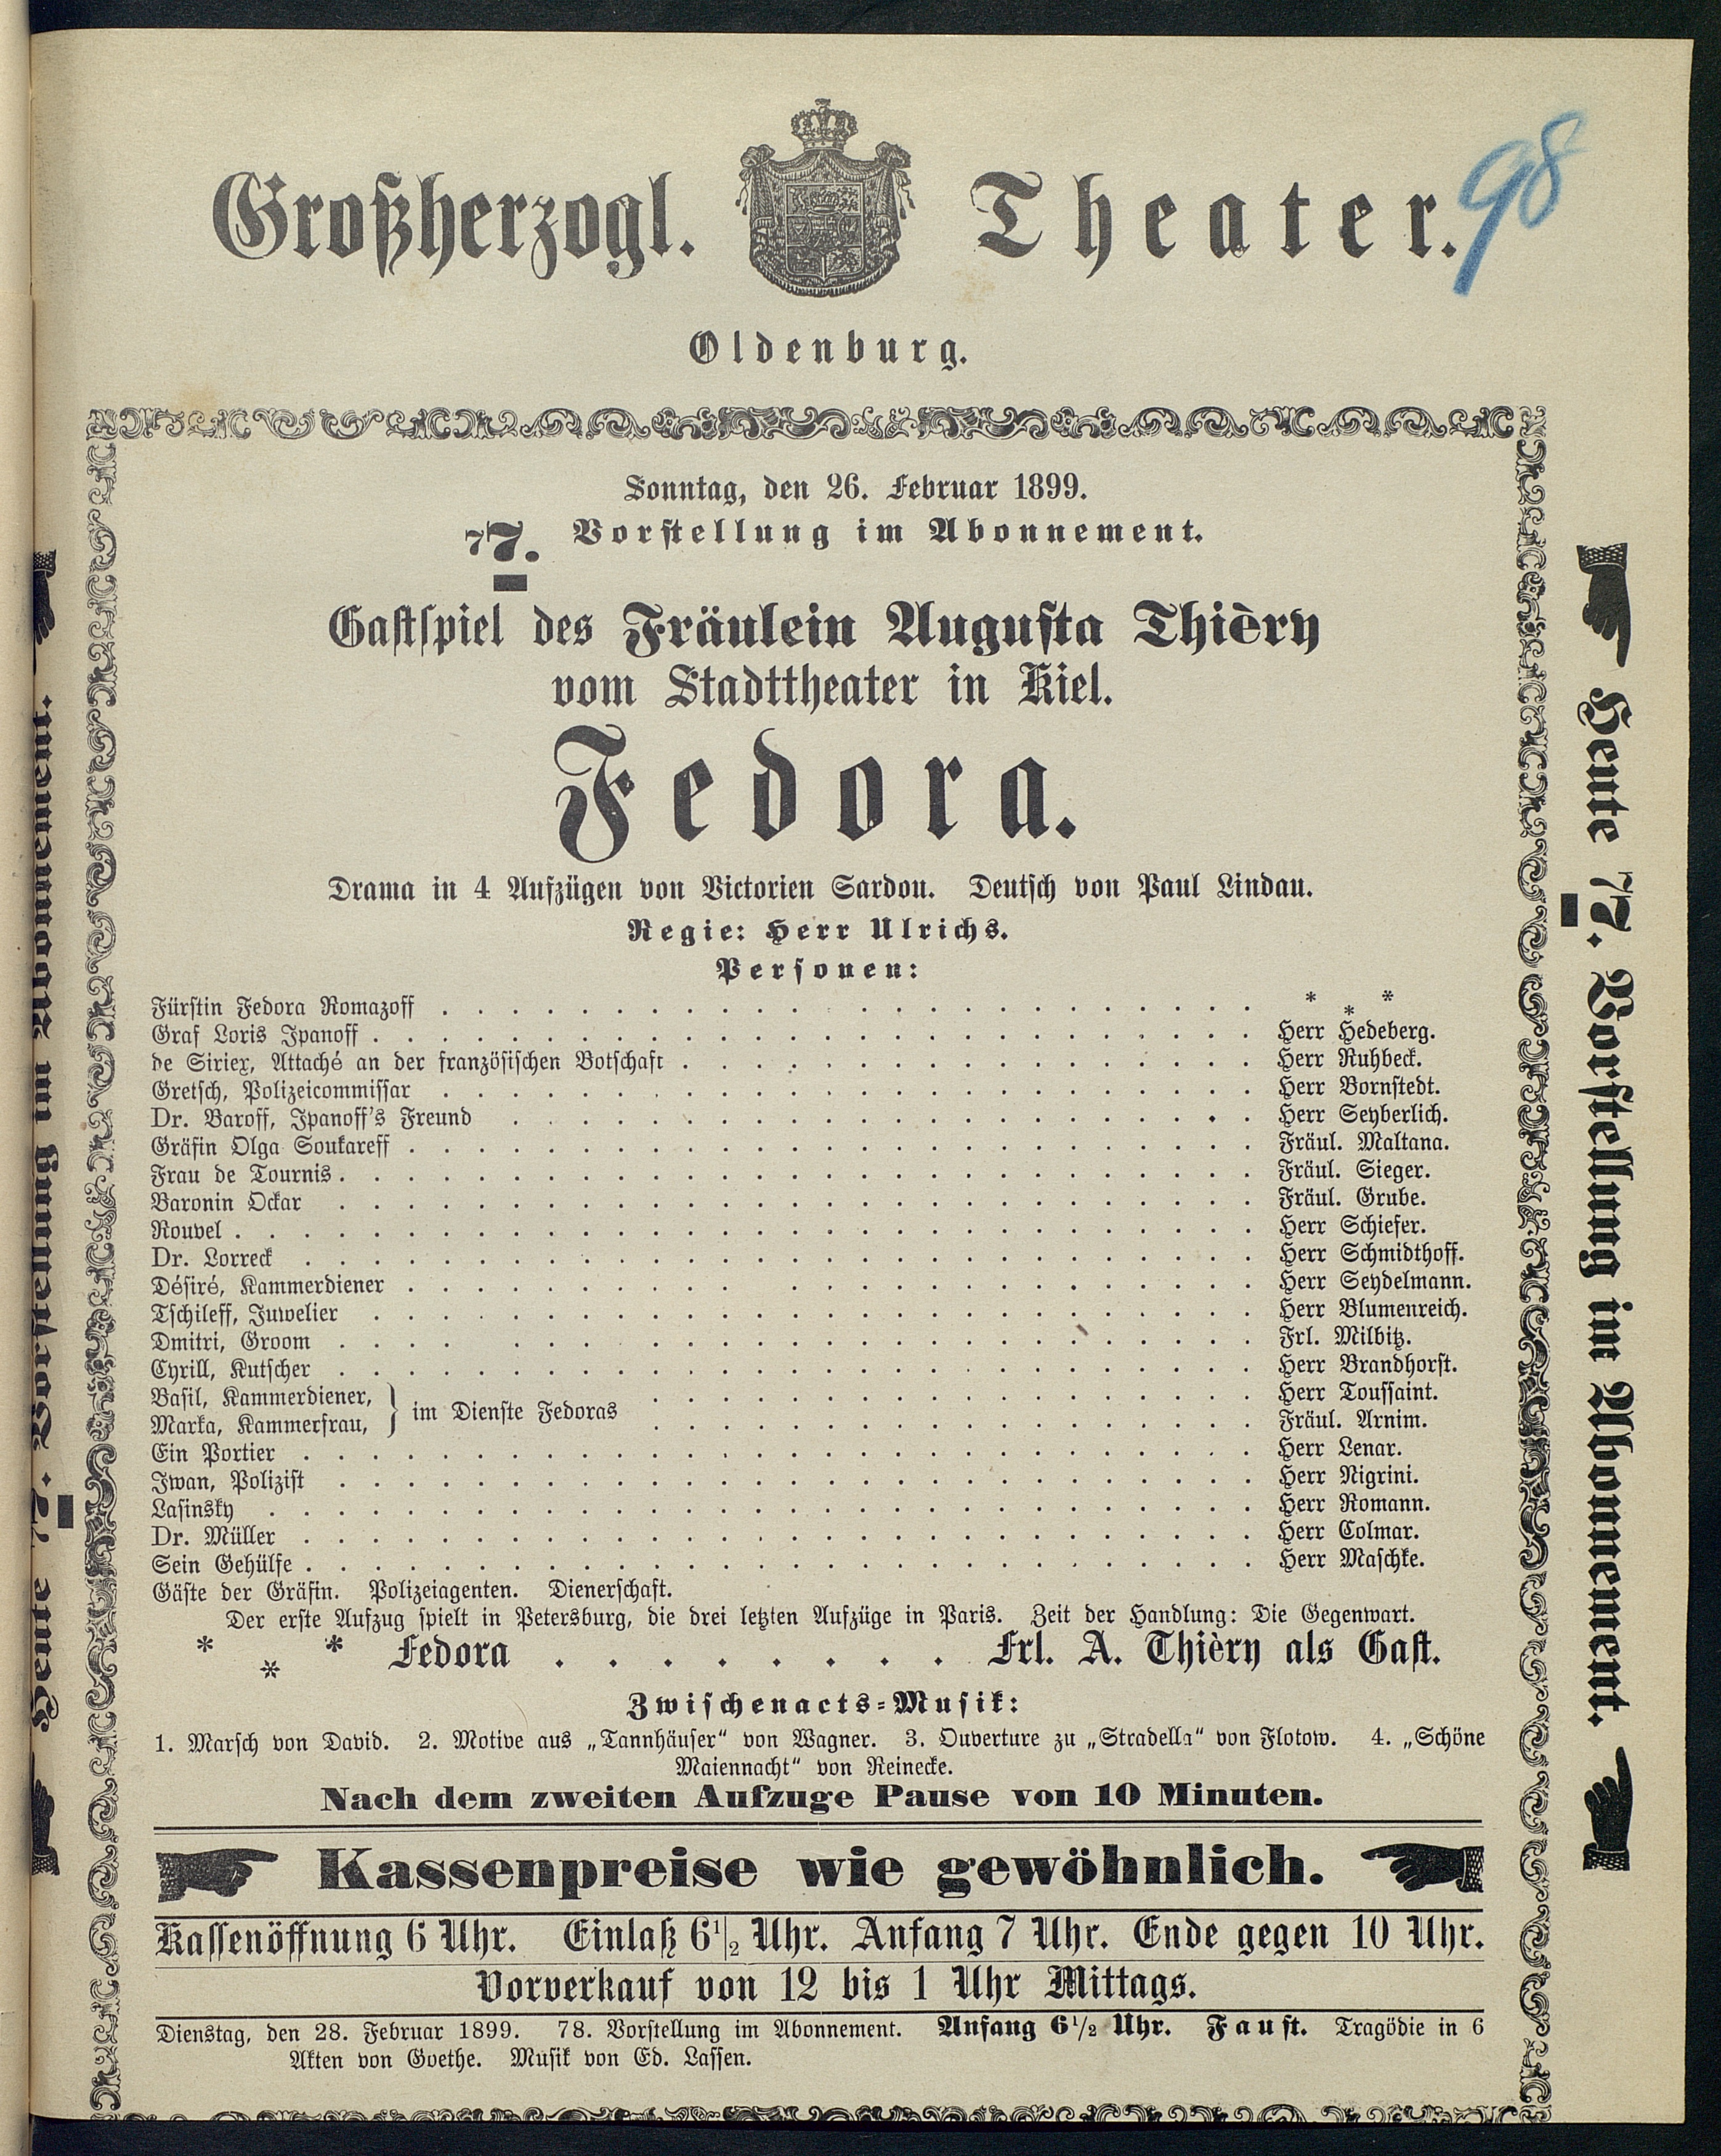 Großherzogl. Theater.
98
Oldenburg.
Sonntag, den 26. Februar 1899.
77. Vorstellung im Abonnement.
Gastspiel des Fräulein Augusta Thièry
vom Stadttheater in Kiel.
Fedora.
Drama in 4 Aufzügen von Victorien Sardou. Deutsch von Paul Lindau.
Regie: Herr Ulrichs.
Personen:
Fürstin Fedora Romazoff . . . . . * * *
Graf Loris Ipanoff . . . . . Herr Hedeberg.
de Siriex, Attaché an der französischen Botschaft . . . . . Herr Ruhbeck.
Gretsch, Polizeicommissar . . . . . Herr Bornstedt.
Dr. Baroff, Ipanoff's Freund . . . . . Herr Seyberlich.
Gräfin Olga Soukareff . . . . . Fräul. Maltana.
Frau de Tournis . . . . . Fräul. Sieger.
Baronin Ockar . . . . . Fräul. Grube.
Rouvel . . . . . Herr Schiefer.
Dr. Lorreck . . . . . Herr Schmidthoff.
Désiré, Kammerdiener . . . . . Herr Seydelmann.
Tschileff, Juwelier . . . . . Herr Blumenreich.
Dmitri, Groom . . . . . Frl. Milbitz.
Cyrill, Kutscher . . . . . Herr Brandhorst.
Basil, Kammerdiener, } im Dienste Fedoras . . . . . Herr Toussaint.
Marka, Kammerfrau, . . . . . Fräul. Arnim.
Ein Portier . . . . . Herr Lenar.
Iwan, Polizist . . . . . Herr Nigrini.
Lasinsky . . . . . Herr Romann.
Dr. Müller . . . . . Herr Colmar.
Sein Gehülfe . . . . . Herr Maschke.
Gäste der Gräfin. Polizeiagenten. Dienerschaft.
Der erste Aufzug spielt in Petersburg, die drei letzten Aufzüge in Paris. Zeit der Handlung: Die Gegenwart.
* * * Fedora . . . . . . . . Frl. A. Thièry als Gast.
Zwischenacts-Musik:
1. Marsch von David. 2. Motive aus „Tannhäuser“ von Wagner. 3. Ouverture zu „Stradella“ von Flotow. 4. „Schöne
Maiennacht“ von Reinecke.
Nach dem zweiten Aufzuge Pause von 10 Minuten.
Kassenpreise wie gewöhnlich.
Kassenöffnung 6 Uhr. Einlaß 6 1/2 Uhr. Anfang 7 Uhr. Ende gegen 10 Uhr.
Vorverkauf von 12 bis 1 Uhr Mittags.
Dienstag, den 28. Februar 1899. 78. Vorstellung im Abonnement. Anfang 6 1/2 Uhr. Faust. Tragödie in 6
Akten von Goethe. Musik von Ed. Lassen.
Heute 77. Vorstellung im Abonnement.
Heute 77. Vorstellung im Abonnement.